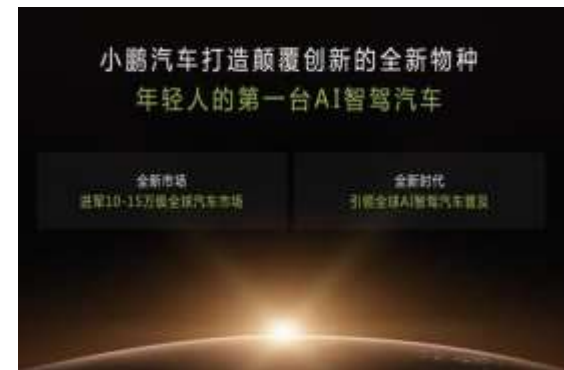 小鹏汽车打造颠覆创新的全新物种
年轻人的第一台AI智驾汽车
全新市场
进军10-15万级全球汽车市场
全新时代
引领全球AI智驾汽车普及